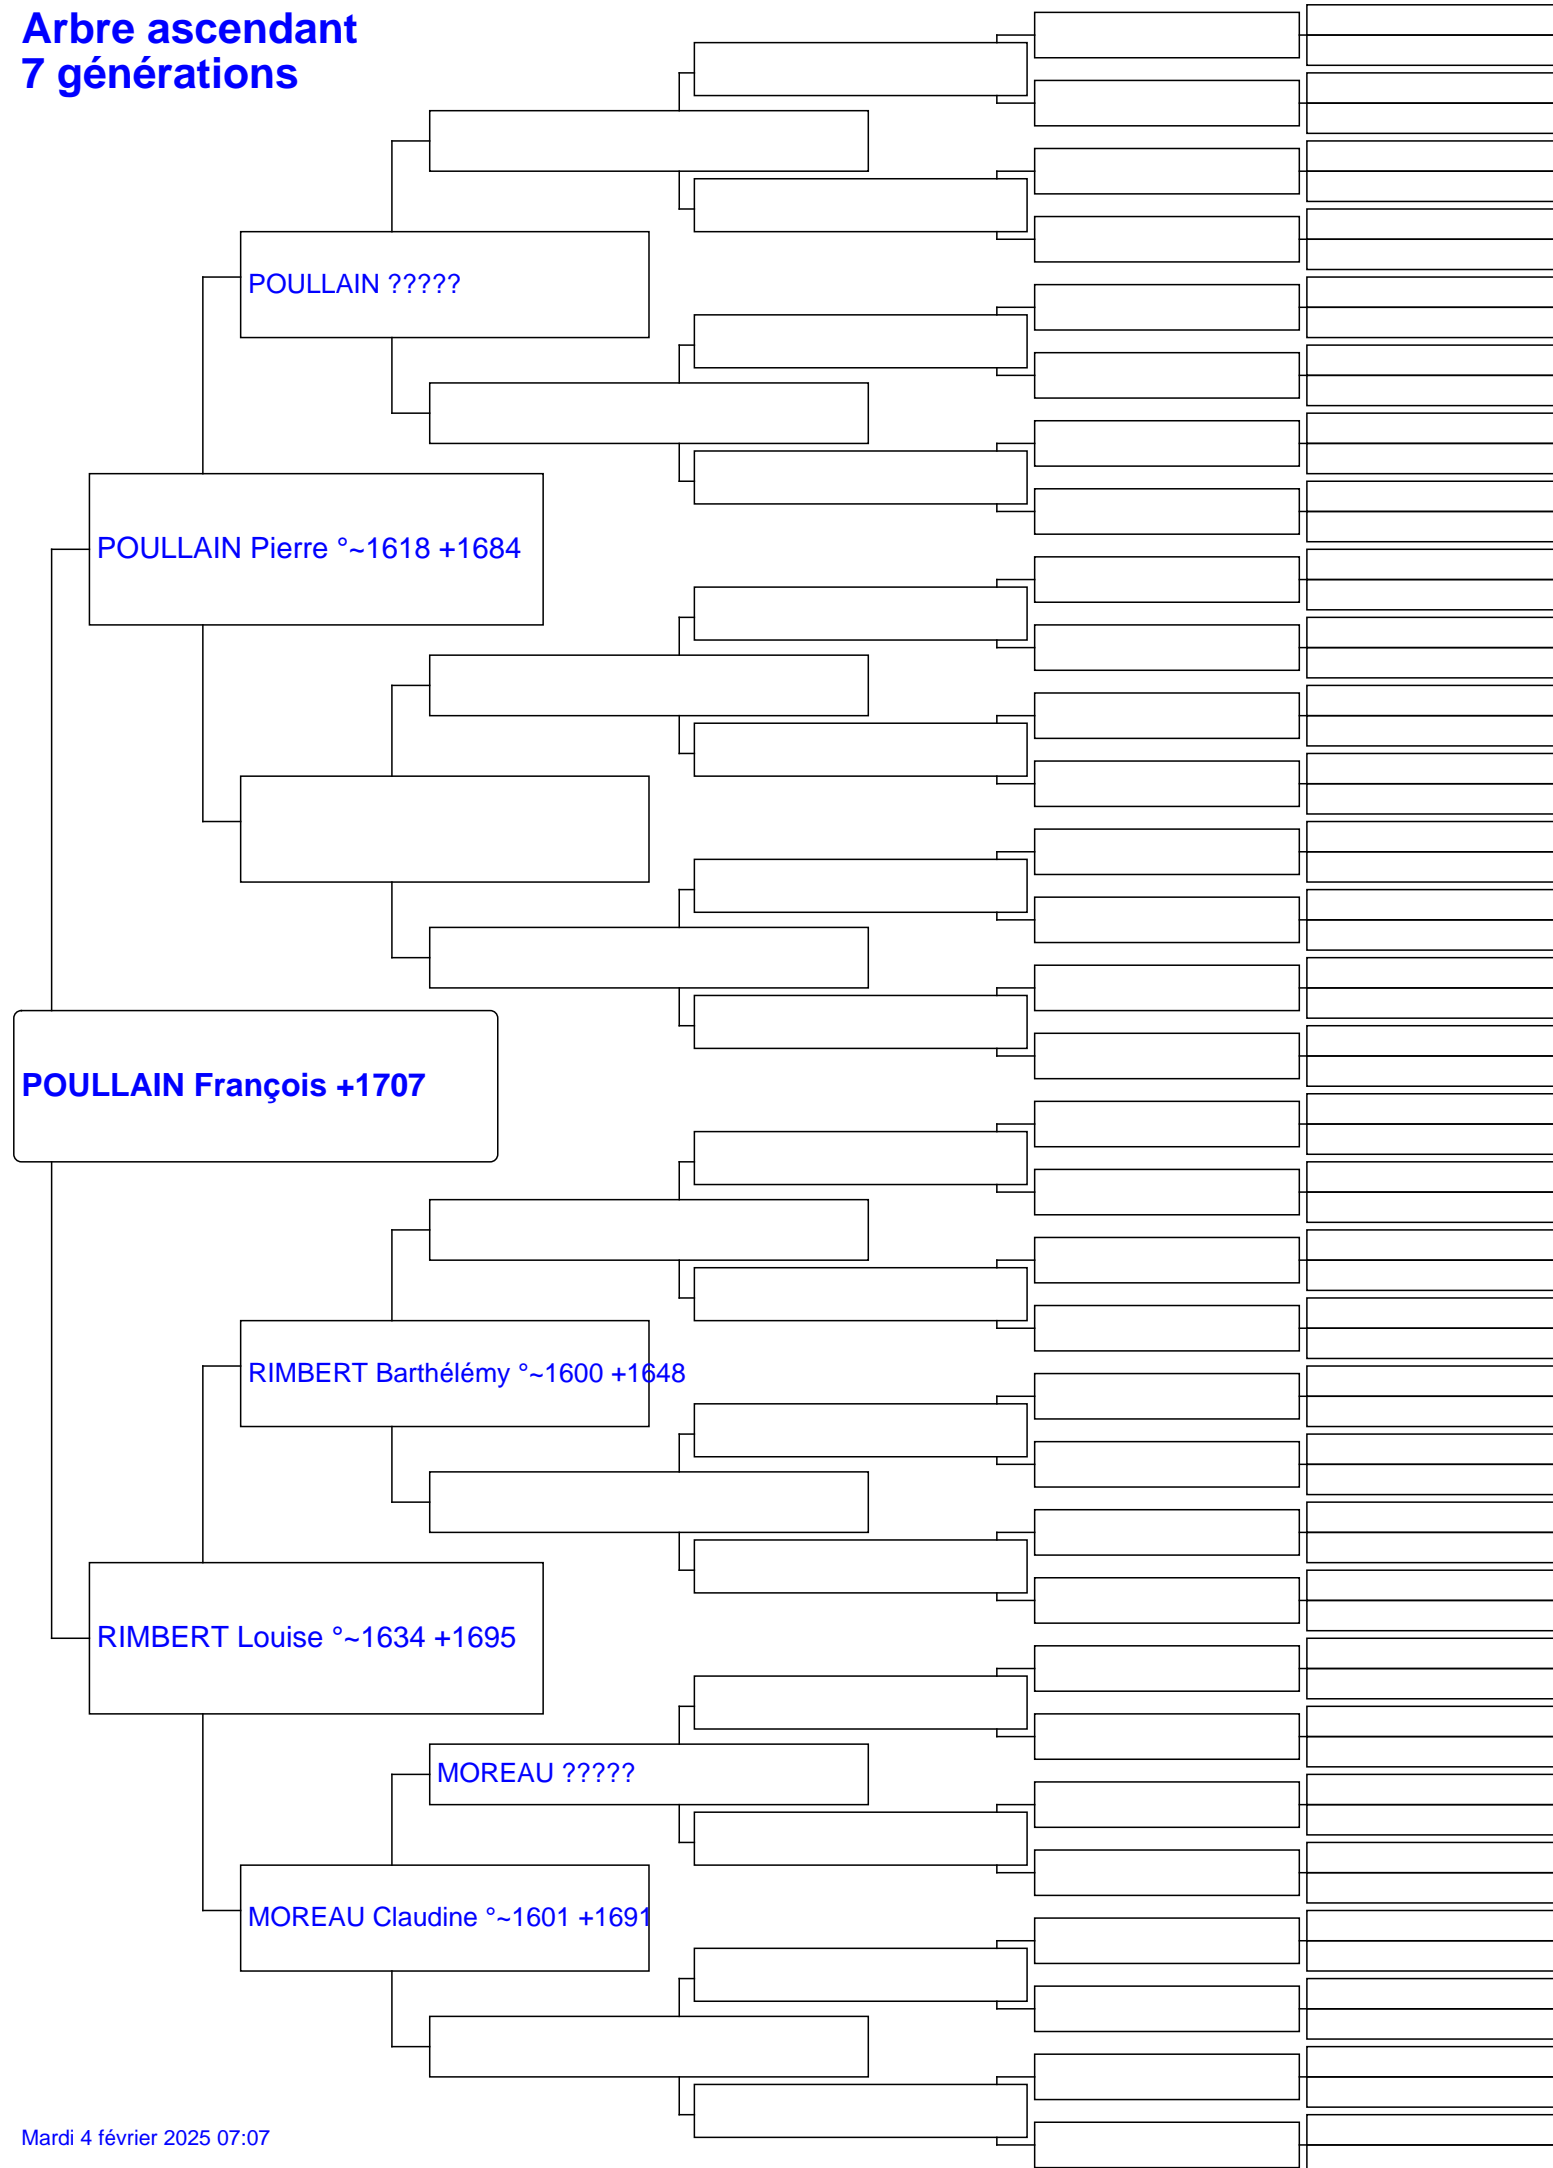 Arbre ascendant
7 générations
POULLAIN ?????
POULLAIN Pierre °~1618 +1684
POULLAIN François +1707
RIMBERT Barthélémy °~1600 +1648
RIMBERT Louise °~1634 +1695
MOREAU ?????
MOREAU Claudine °~1601 +1691
Mardi 4 février 2025 07:07